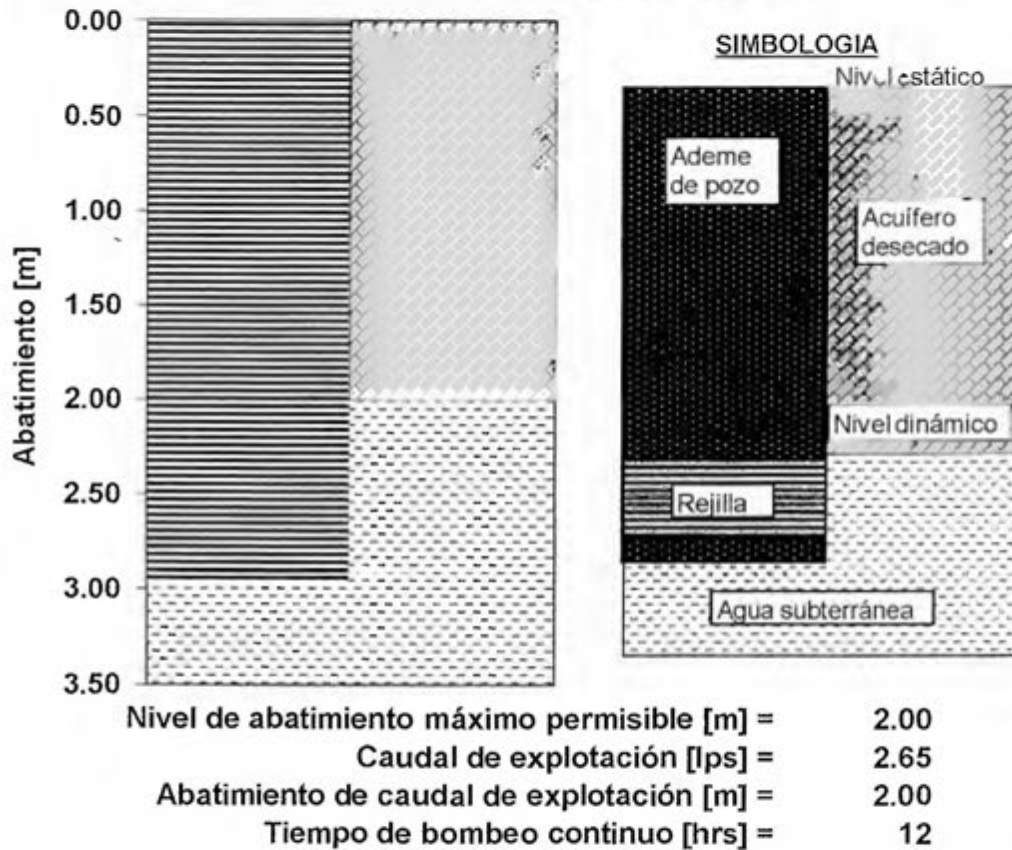 Abatimiento [m]
0.00
0.50
1.00
1.50
2.00
2.50
3.00
3.50
SIMBOLOGIA
Nivel estático
Ademe
de pozo
Acuífero
desecado
Nivel dinámico
Rejilla
Agua subterránea
Nivel de abatimiento máximo permisible [m] = 2.00
Caudal de explotación [lps] = 2.65
Abatimiento de caudal de explotación [m] = 2.00
Tiempo de bombeo continuo [hrs] = 12